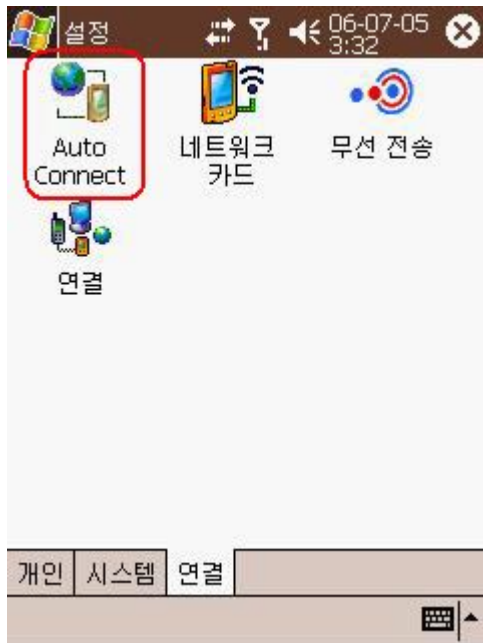 설정
06-07-05
3:32
Auto
Connect
네트워크
카드
무선 전송
연결
개인 시스템 연결